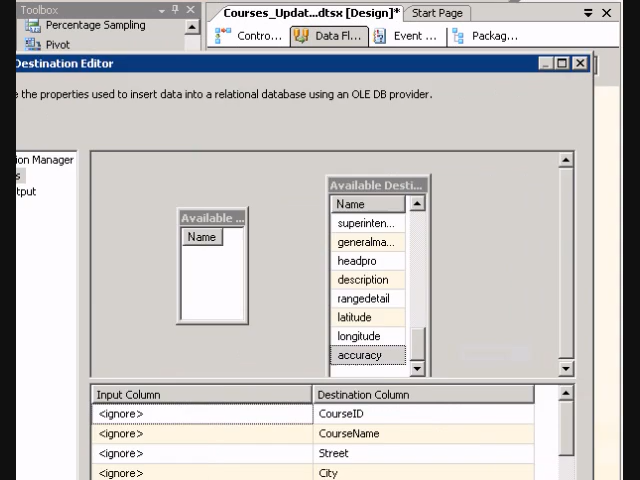 Toolbox
Courses_Updat...dtsx [Design]*
Start Page
Percentage Sampling
Pivot
Contro...
Data Fl...
Event ...
Packag...
Destination Editor
e the properties used to insert data into a relational database using an OLE DB provider.
ion Manager
s
tput
Available ...
Name
Available Desti...
Name
superinten...
generalma...
headpro
description
rangedetail
latitude
longitude
accuracy
Input Column
Destination Column
<ignore>
CourseID
<ignore>
CourseName
<ignore>
Street
<ignore>
City